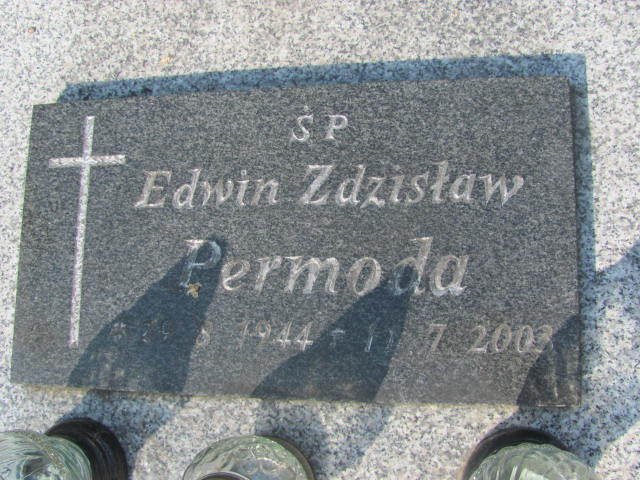 ŚP
Edwin Zdzisław
Permoda
1944 + 11 7 2003